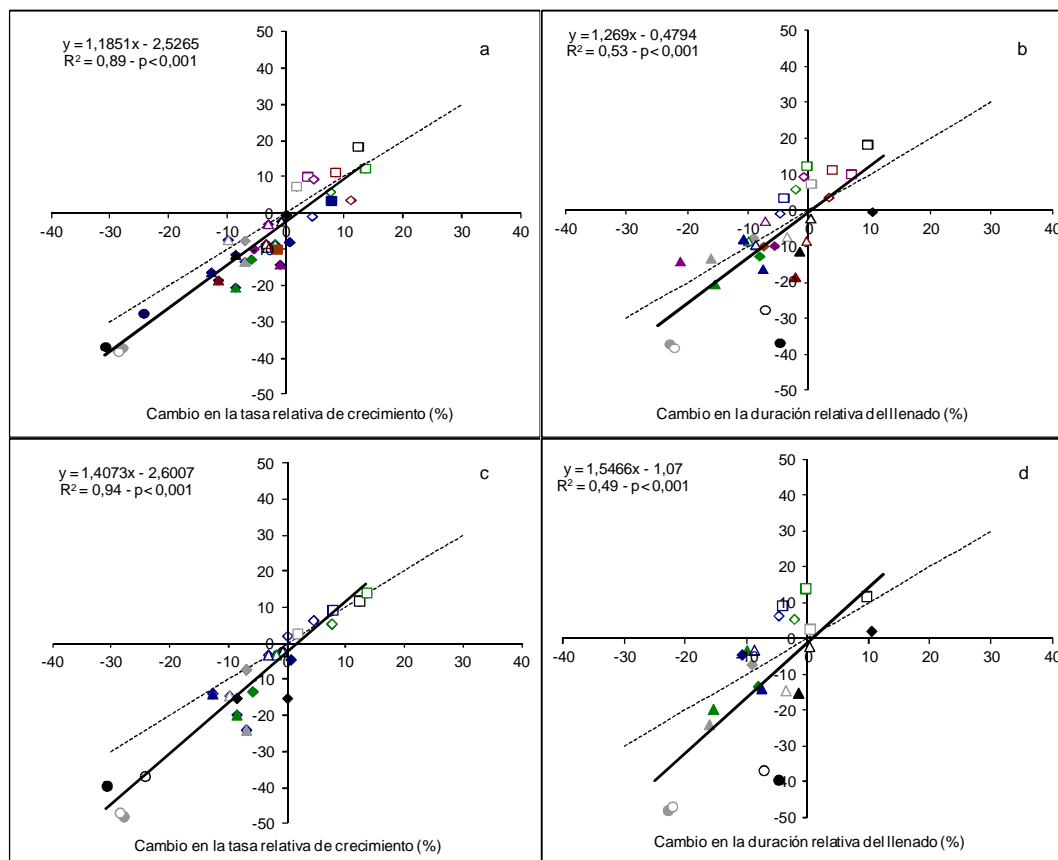 y = 1,1851x - 2,5265
R² = 0,89 - p<0,001
a
50
40
30
20
10
0
-10
-20
-30
-40
-50
-40 -30 -20 -10 0 10 20 30 40
Cambio en la tasa relativa de crecimiento (%)
y = 1,269x - 0,4794
R² = 0,53 - p<0,001
b
50
40
30
20
10
0
-10
-20
-30
-40
-50
-40 -30 -20 -10 0 10 20 30 40
Cambio en la duración relativa del llenado (%)
y = 1,4073x - 2,6007
R² = 0,94 - p<0,001
c
50
40
30
20
10
0
-10
-20
-30
-40
-50
-40 -30 -20 -10 0 10 20 30 40
Cambio en la tasa relativa de crecimiento (%)
y = 1,5466x - 1,07
R² = 0,49 - p<0,001
d
50
40
30
20
10
0
-10
-20
-30
-40
-50
-40 -30 -20 -10 0 10 20 30 40
Cambio en la duración relativa del llenado (%)